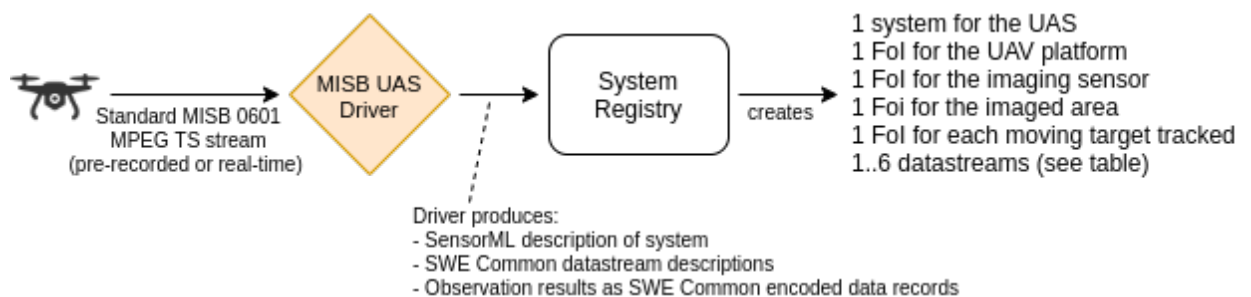 Standard MISB 0601
MPEG TS stream
(pre-recorded or real-time)
MISB UAS
Driver
System
Registry
creates
1 system for the UAS
1 FoI for the UAV platform
1 FoI for the imaging sensor
1 Foi for the imaged area
1 FoI for each moving target tracked
1..6 datastreams (see table)
Driver produces:
- SensorML description of system
- SWE Common datastream descriptions
- Observation results as SWE Common encoded data records